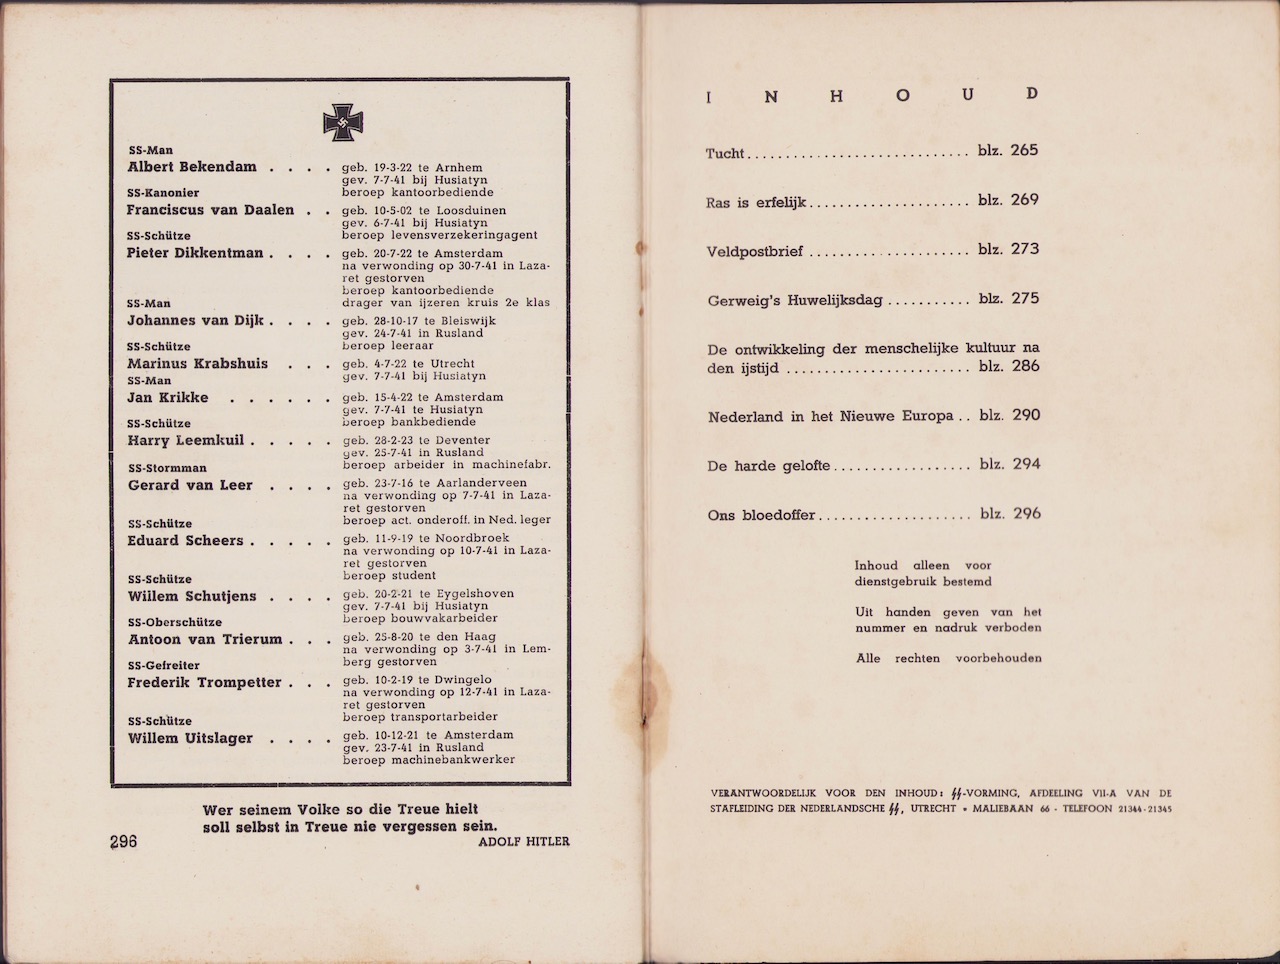 SS-Man
Albert Bekendam . . . . geb. 19-3-22 te Arnhem
gev. 7-7-41 bij Husiatyn
beroep kantoorbediende
SS-Kanonier
Franciscus van Daalen . . geb. 10-5-02 te Loosduinen
gev. 6-7-41 bij Husiatyn
beroep levensverzekeringagent
SS-Schütze
Pieter Dikkentman . . . . geb. 20-7-22 te Amsterdam
na verwonding op 30-7-41 in Laza-
ret gestorven
beroep kantoorbediende
drager van ijzeren kruis 2e klas
SS-Man
Johannes van Dijk . . . . geb. 28-10-17 te Bleiswijk
gev. 24-7-41 in Rusland
beroep leeraar
SS-Schütze
Marinus Krabshuis . . . geb. 4-7-22 te Utrecht
gev. 7-7-41 bij Husiatyn
SS-Man
Jan Krikke . . . . . . geb. 15-4-22 te Amsterdam
gev. 7-7-41 te Husiatyn
beroep bankbediende
SS-Schütze
Harry Leemkuil . . . . . geb. 28-2-23 te Deventer
gev. 25-7-41 in Rusland
beroep arbeider in machinefabr.
SS-Stormman
Gerard van Leer . . . . geb. 23-7-16 te Aarlanderveen
na verwonding op 7-7-41 in Laza-
ret gestorven
beroep act. onderoff. in Ned. leger
SS-Schütze
Eduard Scheers . . . . . geb. 11-9-19 te Noordbroek
na verwonding op 10-7-41 in Laza-
ret gestorven
beroep student
SS-Schütze
Willem Schutjens . . . . geb. 20-2-21 te Eygelshoven
gev. 7-7-41 bij Husiatyn
beroep bouwvakarbeider
SS-Oberschütze
Antoon van Trierum . . . geb. 25-8-20 te den Haag
na verwonding op 3-7-41 in Lem-
berg gestorven
SS-Gefreiter
Frederik Trompetter . . . geb. 10-2-19 te Dwingelo
na verwonding op 12-7-41 in Laza-
ret gestorven
beroep transportarbeider
SS-Schütze
Willem Uitslager . . . . geb. 10-12-21 te Amsterdam
gev. 23-7-41 in Rusland
beroep machinebankwerker
Wer seinem Volke so die Treue hielt
soll selbst in Treue nie vergessen sein.
ADOLF HITLER
296
INHOUD
Tucht . . . . . . . . . . blz. 265
Ras is erfelijk . . . . . . . . . . blz. 269
Veldpostbrief . . . . . . . . . . blz. 273
Gerweig's Huwelijksdag . . . . . . . . . . blz. 275
De ontwikkeling der menschelijke kultuur na
den ijstijd . . . . . . . . . . blz. 286
Nederland in het Nieuwe Europa . . blz. 290
De harde gelofte . . . . . . . . . . blz. 294
Ons bloedoffer . . . . . . . . . . blz. 296
Inhoud alleen voor
dienstgebruik bestemd
Uit handen geven van het
nummer en nadruk verboden
Alle rechten voorbehouden
VERANTWOORDELIJK VOOR DEN INHOUD: SS-VORMING, AFDEELING VII-A VAN DE
STAFLEIDING DER NEDERLANDSCHE SS, UTRECHT • MALIEBAAN 66 - TELEFOON 21344-21345